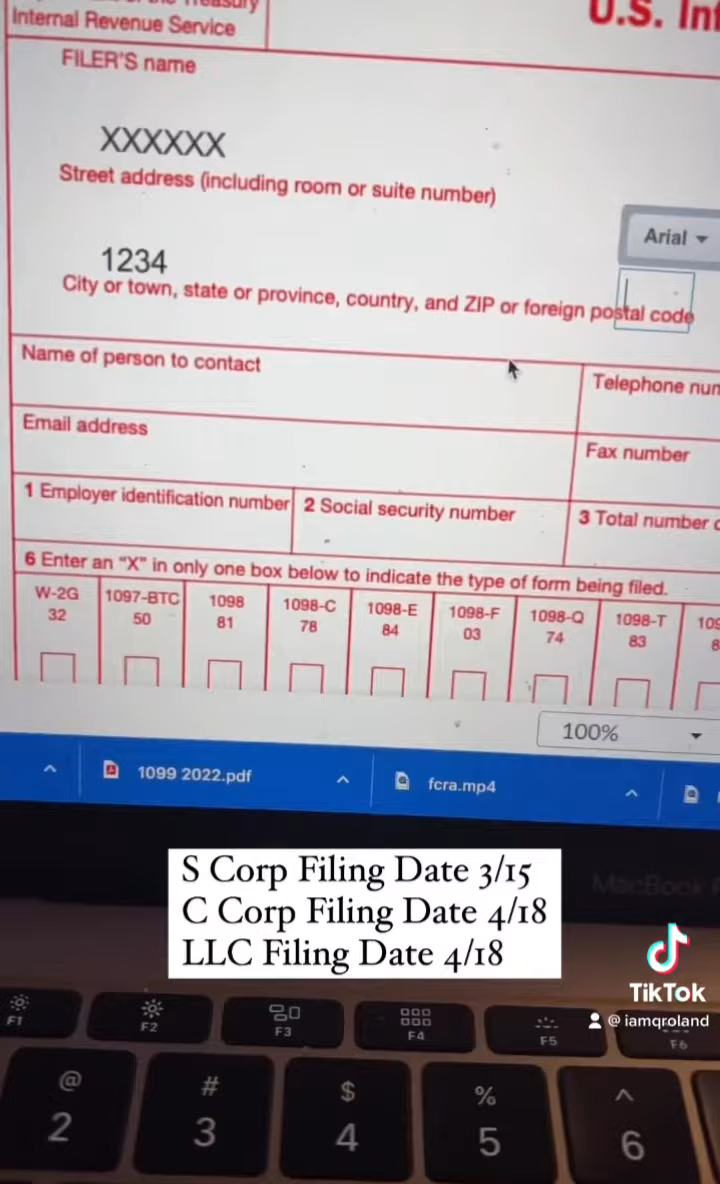 Internal Revenue Service
U.S. In
FILER'S name
XXXXXX
Street address (including room or suite number)
Arial
1234
City or town, state or province, country, and ZIP or foreign postal code
Name of person to contact
Telephone num
Email address
Fax number
1 Employer identification number
2 Social security number
3 Total number o
6 Enter an "X" in only one box below to indicate the type of form being filed.
W-2G
32
1097-BTC
50
1098
81
1098-C
78
1098-E
84
1098-F
03
1098-Q
74
1098-T
83
109
8
100%
1099 2022.pdf
fcra.mp4
MacBook
S Corp Filing Date 3/15
C Corp Filing Date 4/18
LLC Filing Date 4/18
TikTok
@iamqroland
F1
F2
F3
F4
F5
F6
@
2
#
3
$
4
%
5
^
6